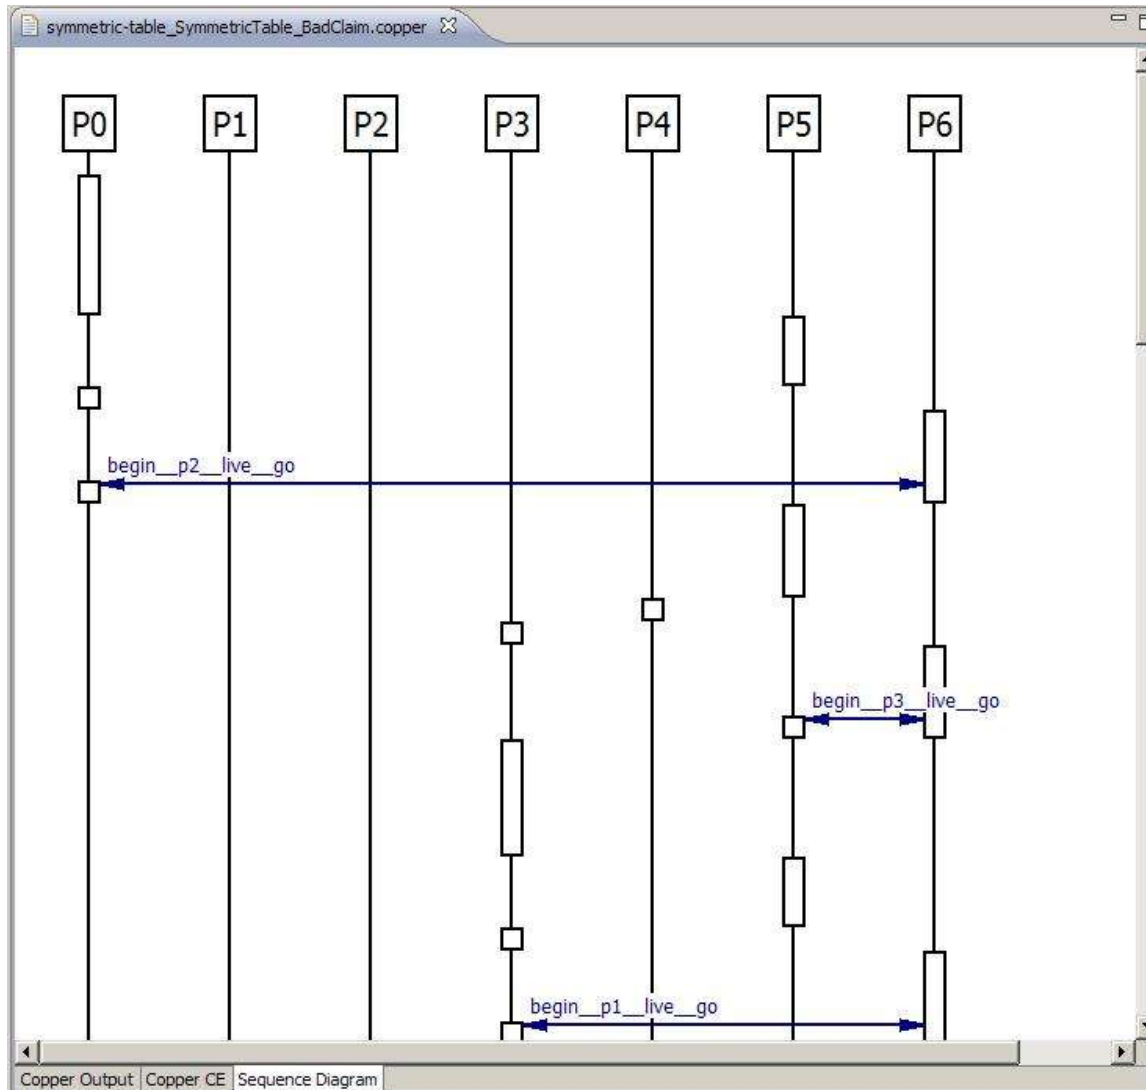 symmetric-table_SymmetricTable_BadClaim.copper
P0 P1 P2 P3 P4 P5 P6
begin__p2__live__go
begin__p3__live__go
begin__p1__live__go
Copper Output Copper CE Sequence Diagram